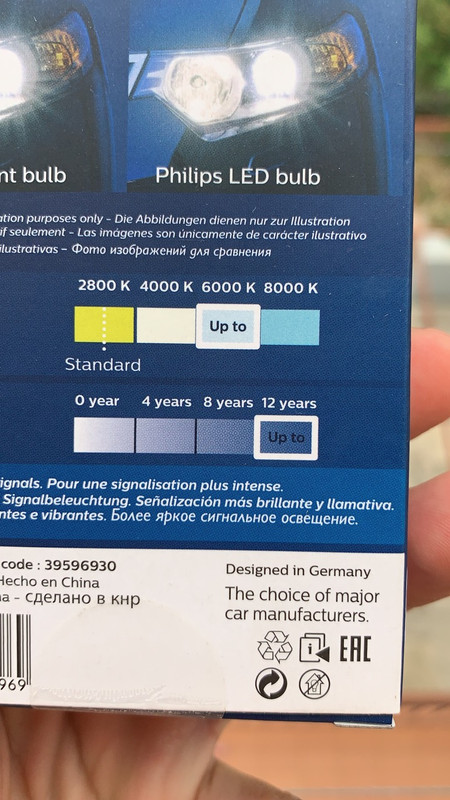 nt bulb
Philips LED bulb
ation purposes only - Die Abbildungen dienen nur zur Illustration
if seulement - Las imágenes son únicamente de carácter ilustrativo
ilustrativas - Фото изображений для сравнения
2800 K 4000 K 6000 K 8000 K
Up to
Standard
0 year 4 years 8 years 12 years
Up to
ignals. Pour une signalisation plus intense.
Signalbeleuchtung. Señalización más brillante y llamativa.
ntes e vibrantes. Более яркое сигнальное освещение.
code : 39596930
Hecho en China
na - сделано в кнр
Designed in Germany
The choice of major
car manufacturers.
EAC
969